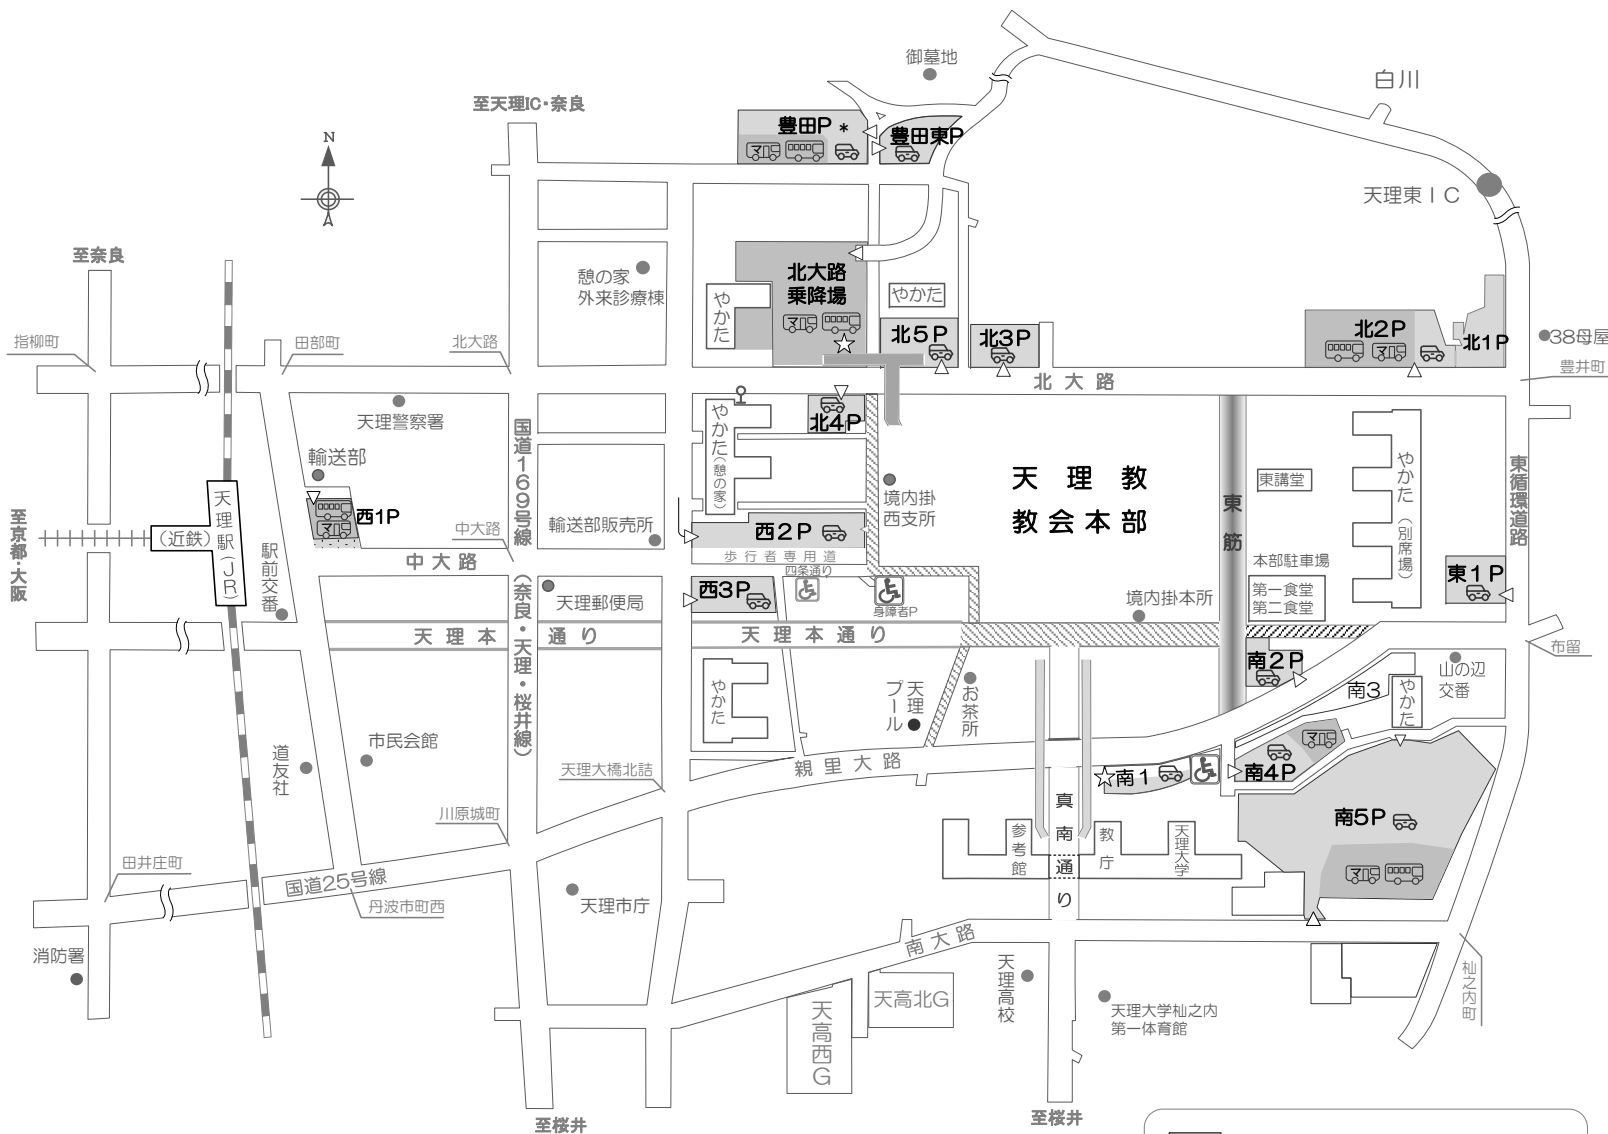 御墓地
白川
至天理IC・奈良
豊田P *
マ
豊田東P
天理東IC
N
至奈良
憩の家
外来診療棟
やかた
北大路
乗降場
マ
やかた
北5P
北3P
北2P
マ
北1P
38母屋
豊井町
指柳町
田部町
北大路
北大路
天理警察署
やかた(憩の家)
北4P
国道169号線
(奈良・天理・桜井線)
輸送部
マ
西1P
天理教
教会本部
東筋
東講堂
やかた(別席場)
東循環道路
境内掛
西支所
至京都・大阪
(近鉄)
天理駅(JR)
駅前交番
中大路
中大路
輸送部販売所
西2P
歩行者専用道
四条通り
本部駐車場
第一食堂
第二食堂
東1P
天理郵便局
西3P
身障者P
境内掛本所
天理本通り
天理本通り
南2P
布留
山の辺
交番
やかた
天理
プール
お茶所
南3
やかた
道友社
市民会館
天理大橋北詰
親里大路
マ
南4P
南1
真南通り
川原城町
南5P
マ
参考館
教庁
天理大学
田井庄町
国道25号線
丹波市町西
天理市庁
南大路
消防署
天高北G
天高西G
天理高校
天理大学杣之内
第一体育館
杣之内町
至桜井
至桜井